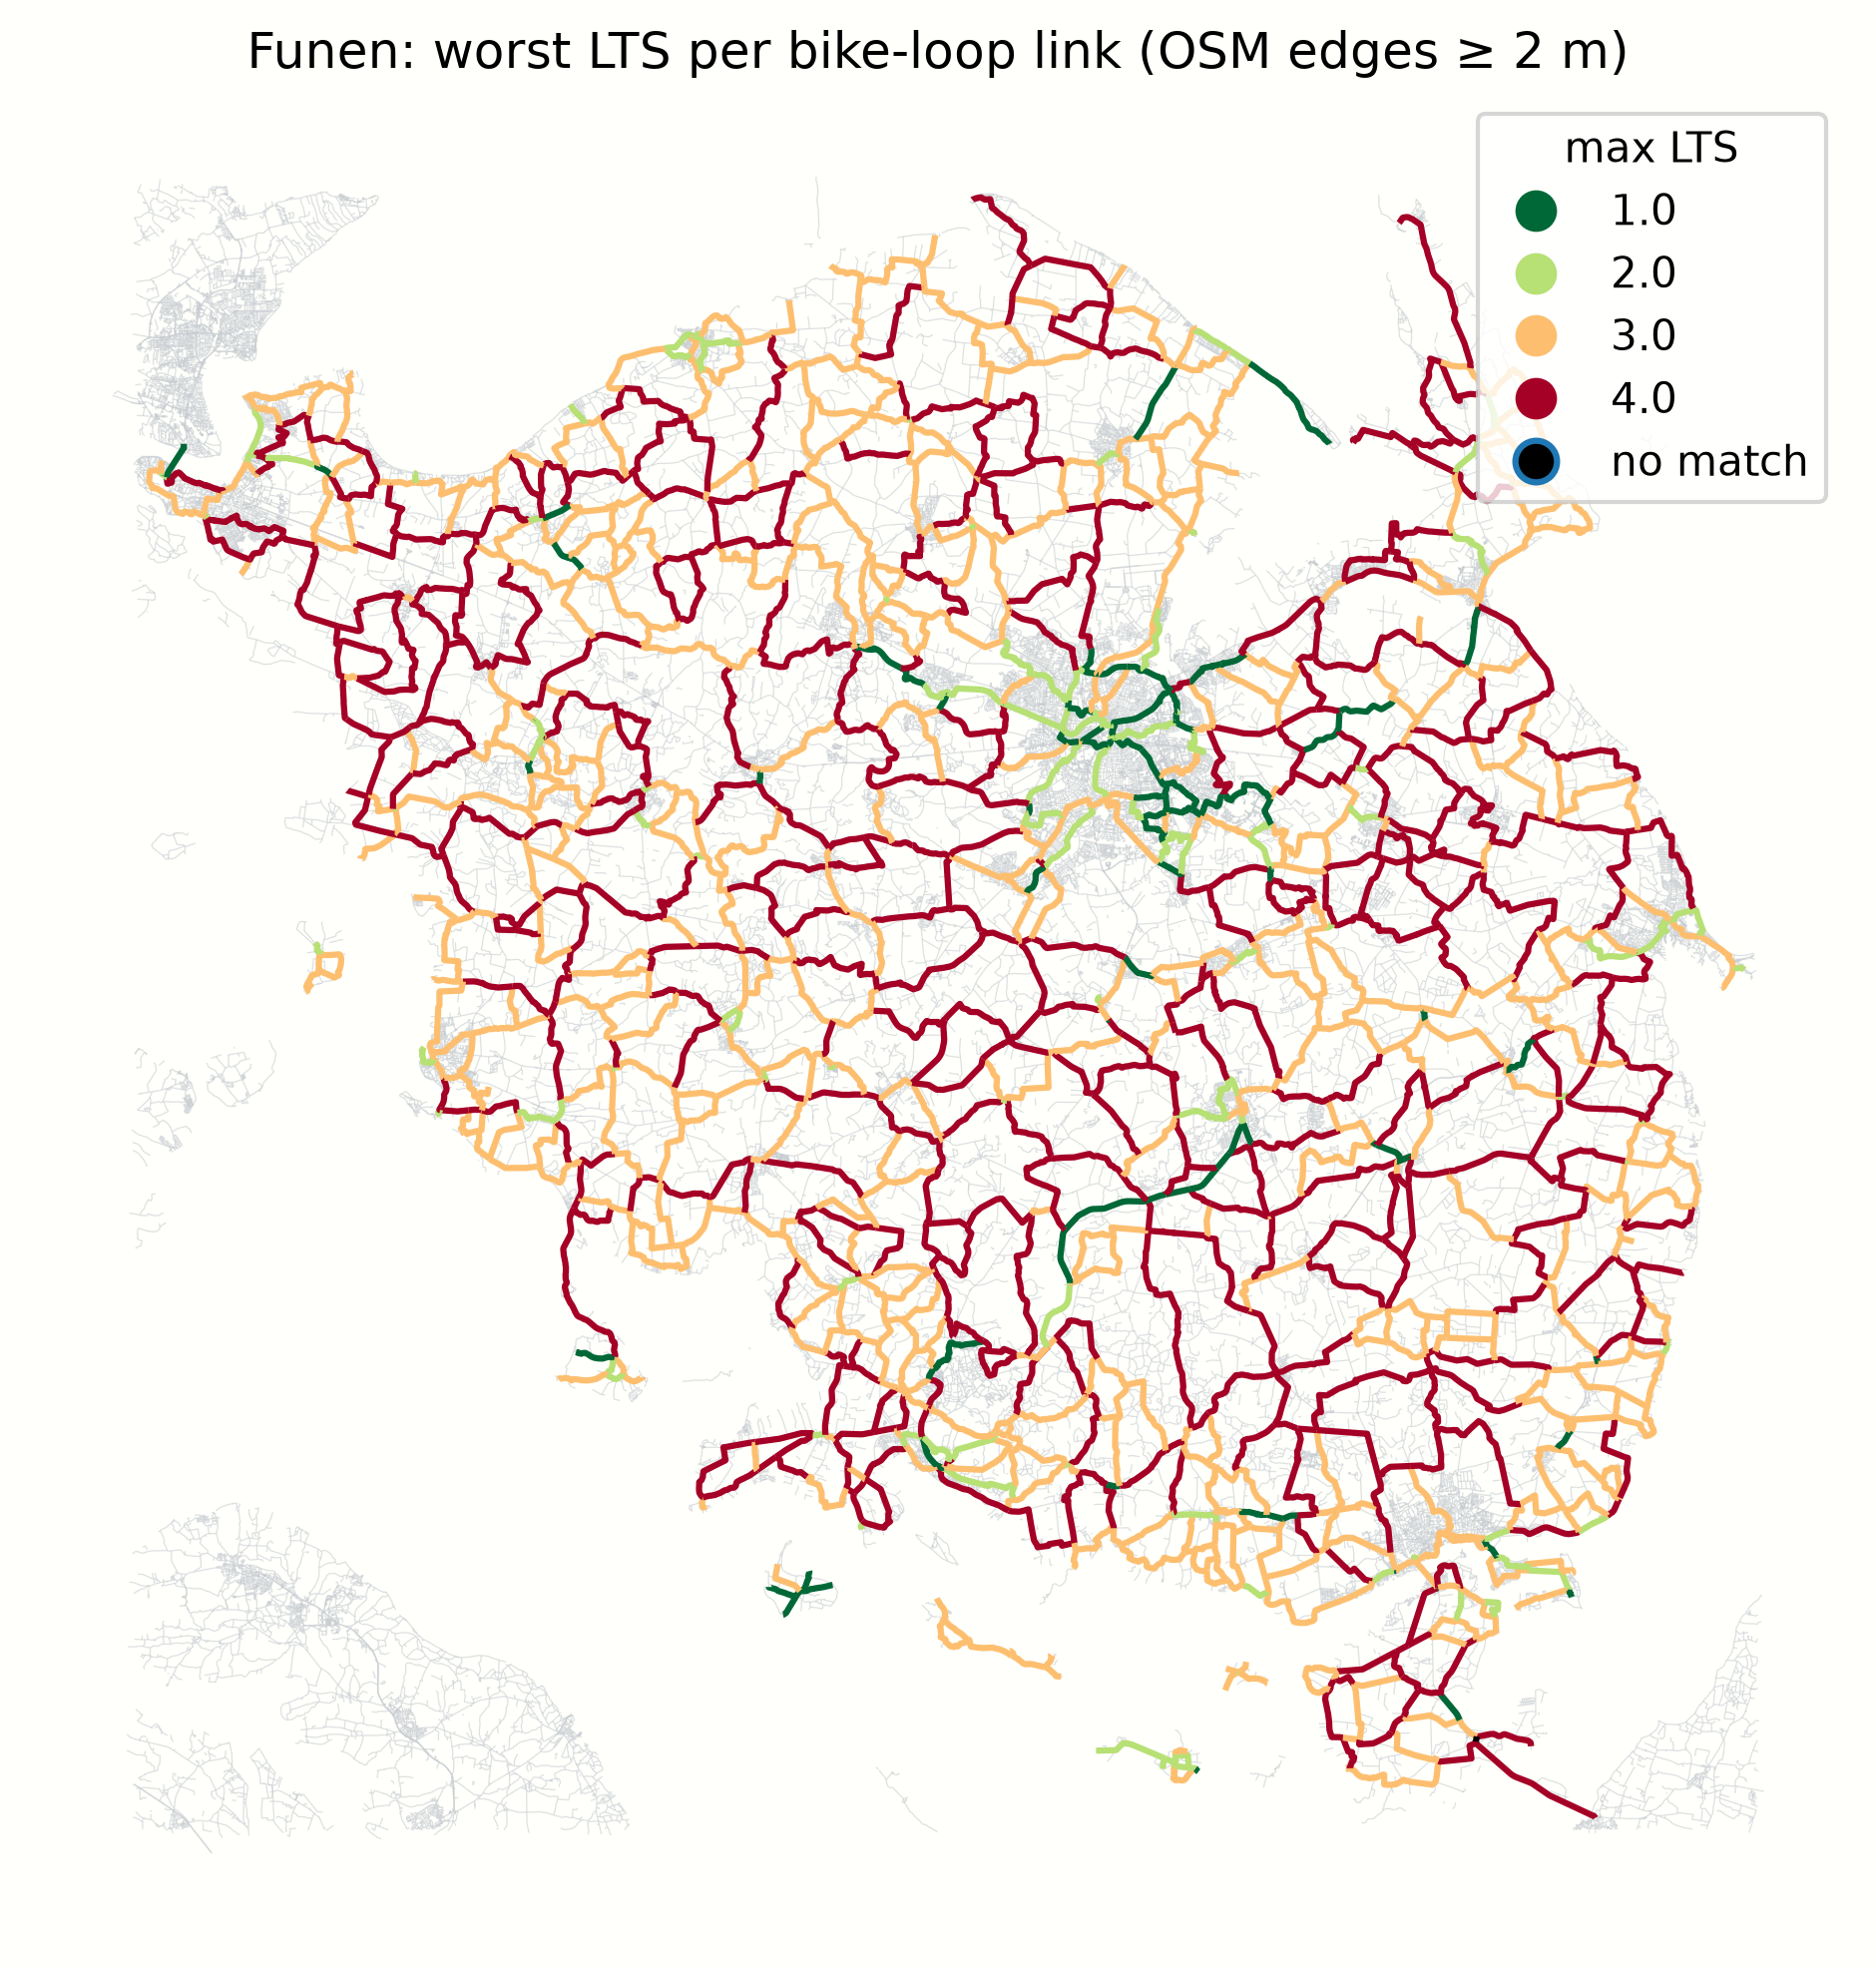 Funen: worst LTS per bike-loop link (OSM edges ≥ 2 m)
max LTS
1.0
2.0
3.0
4.0
no match